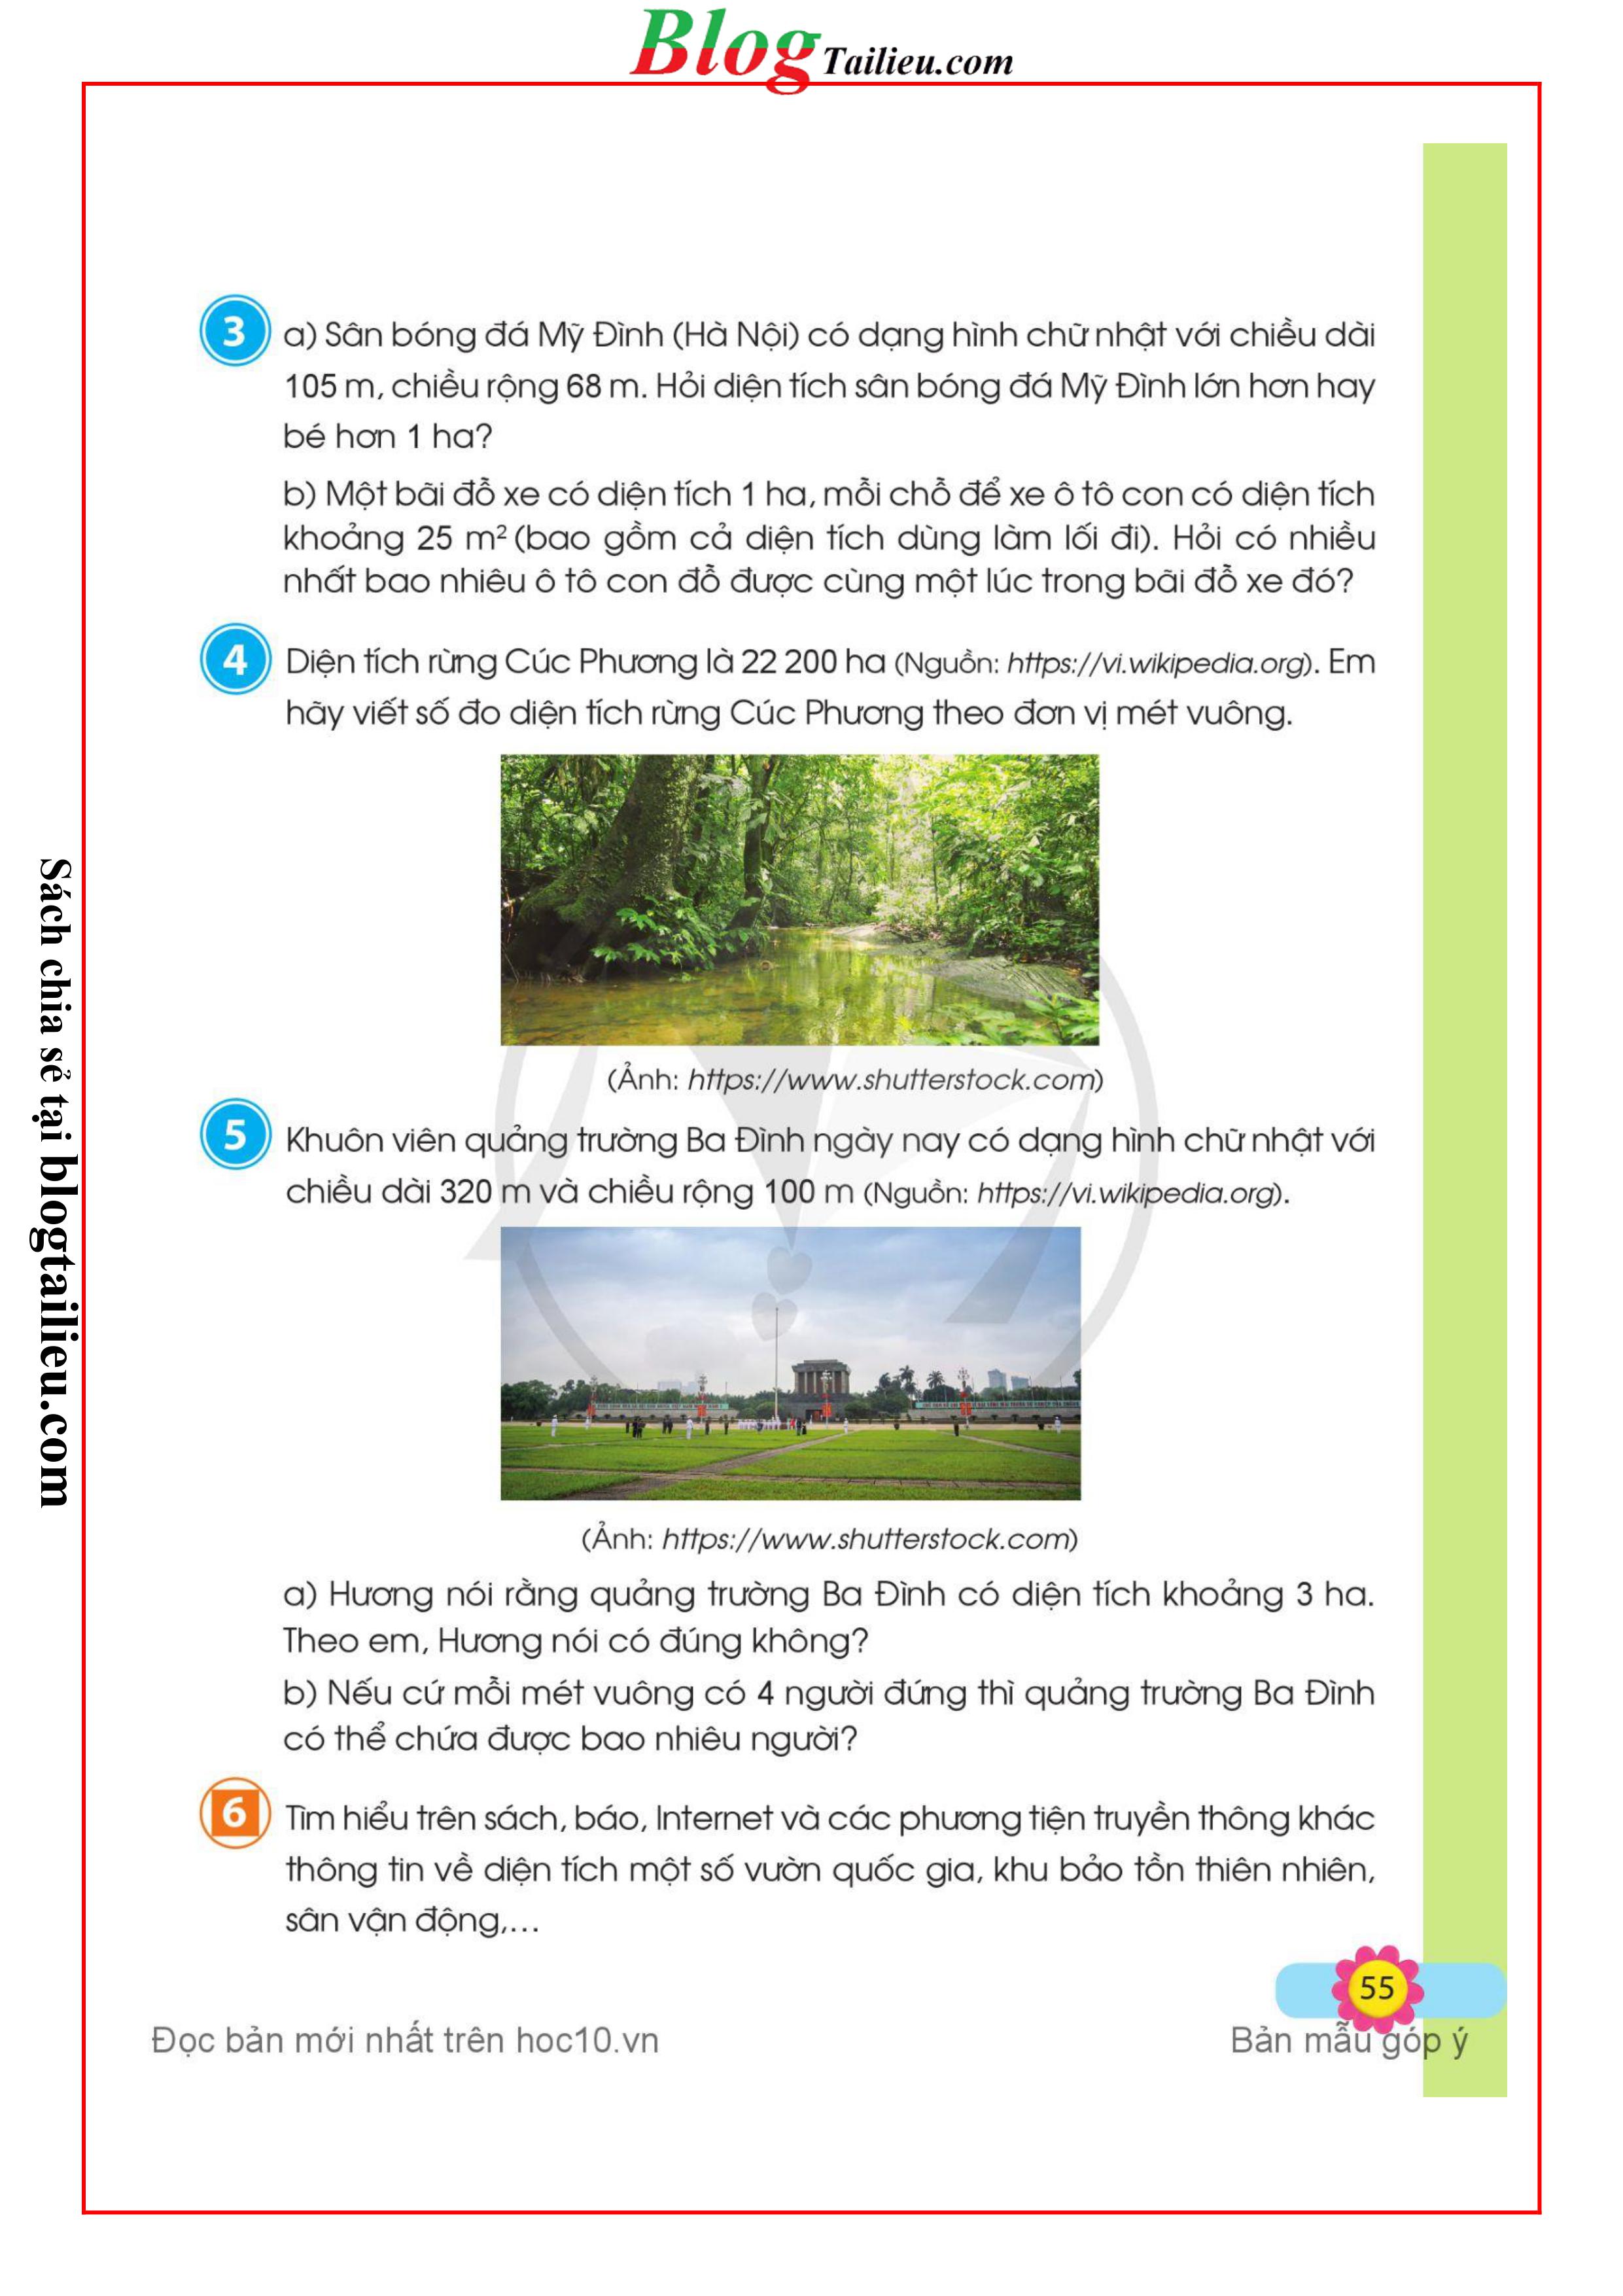 Blog Tailieu.com
3 a) Sân bóng đá Mỹ Đình (Hà Nội) có dạng hình chữ nhật với chiều dài
105 m, chiều rộng 68 m. Hỏi diện tích sân bóng đá Mỹ Đình lớn hơn hay
bé hơn 1 ha?
b) Một bãi đỗ xe có diện tích 1 ha, mỗi chỗ để xe ô tô con có diện tích
khoảng 25 m² (bao gồm cả diện tích dùng làm lối đi). Hỏi có nhiều
nhất bao nhiêu ô tô con đỗ được cùng một lúc trong bãi đỗ xe đó?
4 Diện tích rừng Cúc Phương là 22 200 ha (Nguồn: https://vi.wikipedia.org). Em
hãy viết số đo diện tích rừng Cúc Phương theo đơn vị mét vuông.
(Ảnh: https://www.shutterstock.com)
5 Khuôn viên quảng trường Ba Đình ngày nay có dạng hình chữ nhật với
chiều dài 320 m và chiều rộng 100 m (Nguồn: https://vi.wikipedia.org).
(Ảnh: https://www.shutterstock.com)
a) Hương nói rằng quảng trường Ba Đình có diện tích khoảng 3 ha.
Theo em, Hương nói có đúng không?
b) Nếu cứ mỗi mét vuông có 4 người đứng thì quảng trường Ba Đình
có thể chứa được bao nhiêu người?
6 Tìm hiểu trên sách, báo, Internet và các phương tiện truyền thông khác
thông tin về diện tích một số vườn quốc gia, khu bảo tồn thiên nhiên,
sân vận động,...
55
Đọc bản mới nhất trên hoc10.vn
Bản mẫu góp ý
Sách chia sẻ tại blogtailieu.com